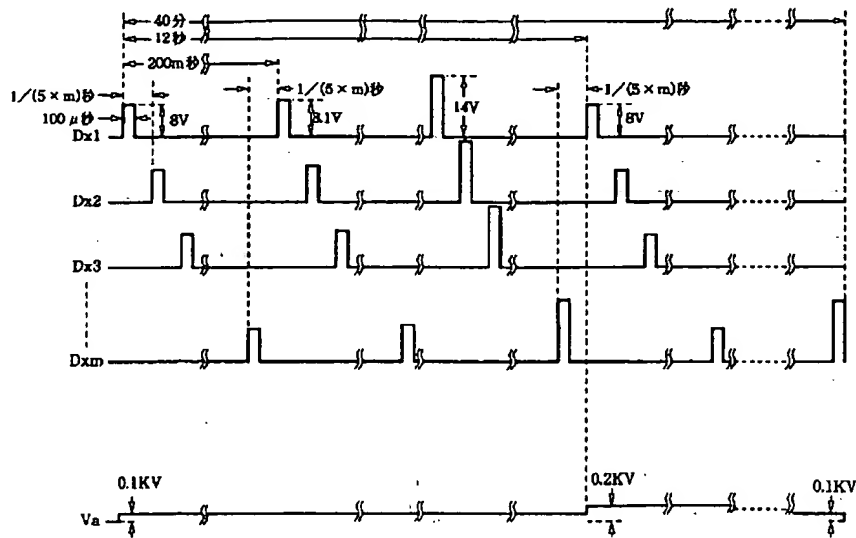 40分
12秒
200m秒
1/(5×m)秒
1/(5×m)秒
1/(5×m)秒
100μ秒
8V
8.1V
14V
8V
Dx1
Dx2
Dx3
Dxm
0.1KV
0.2KV
0.1KV
Va